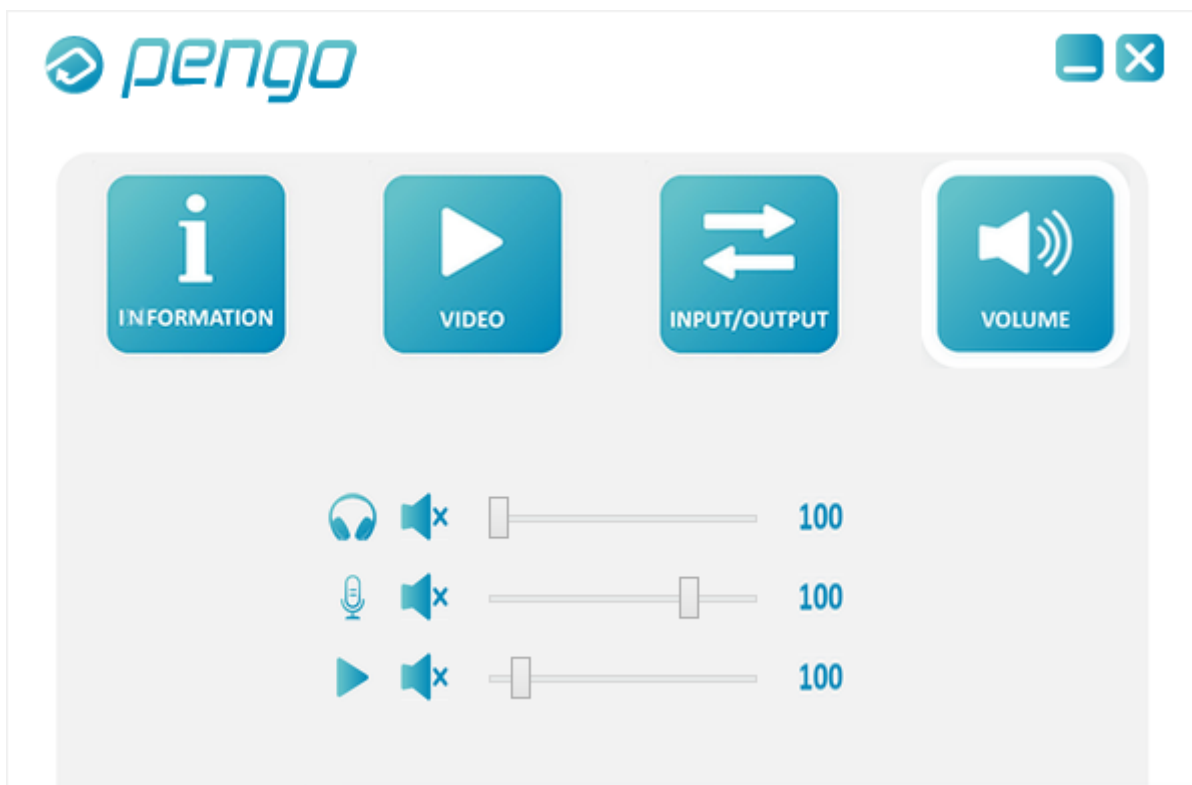 pengo
INFORMATION
VIDEO
INPUT/OUTPUT
VOLUME
100
100
100